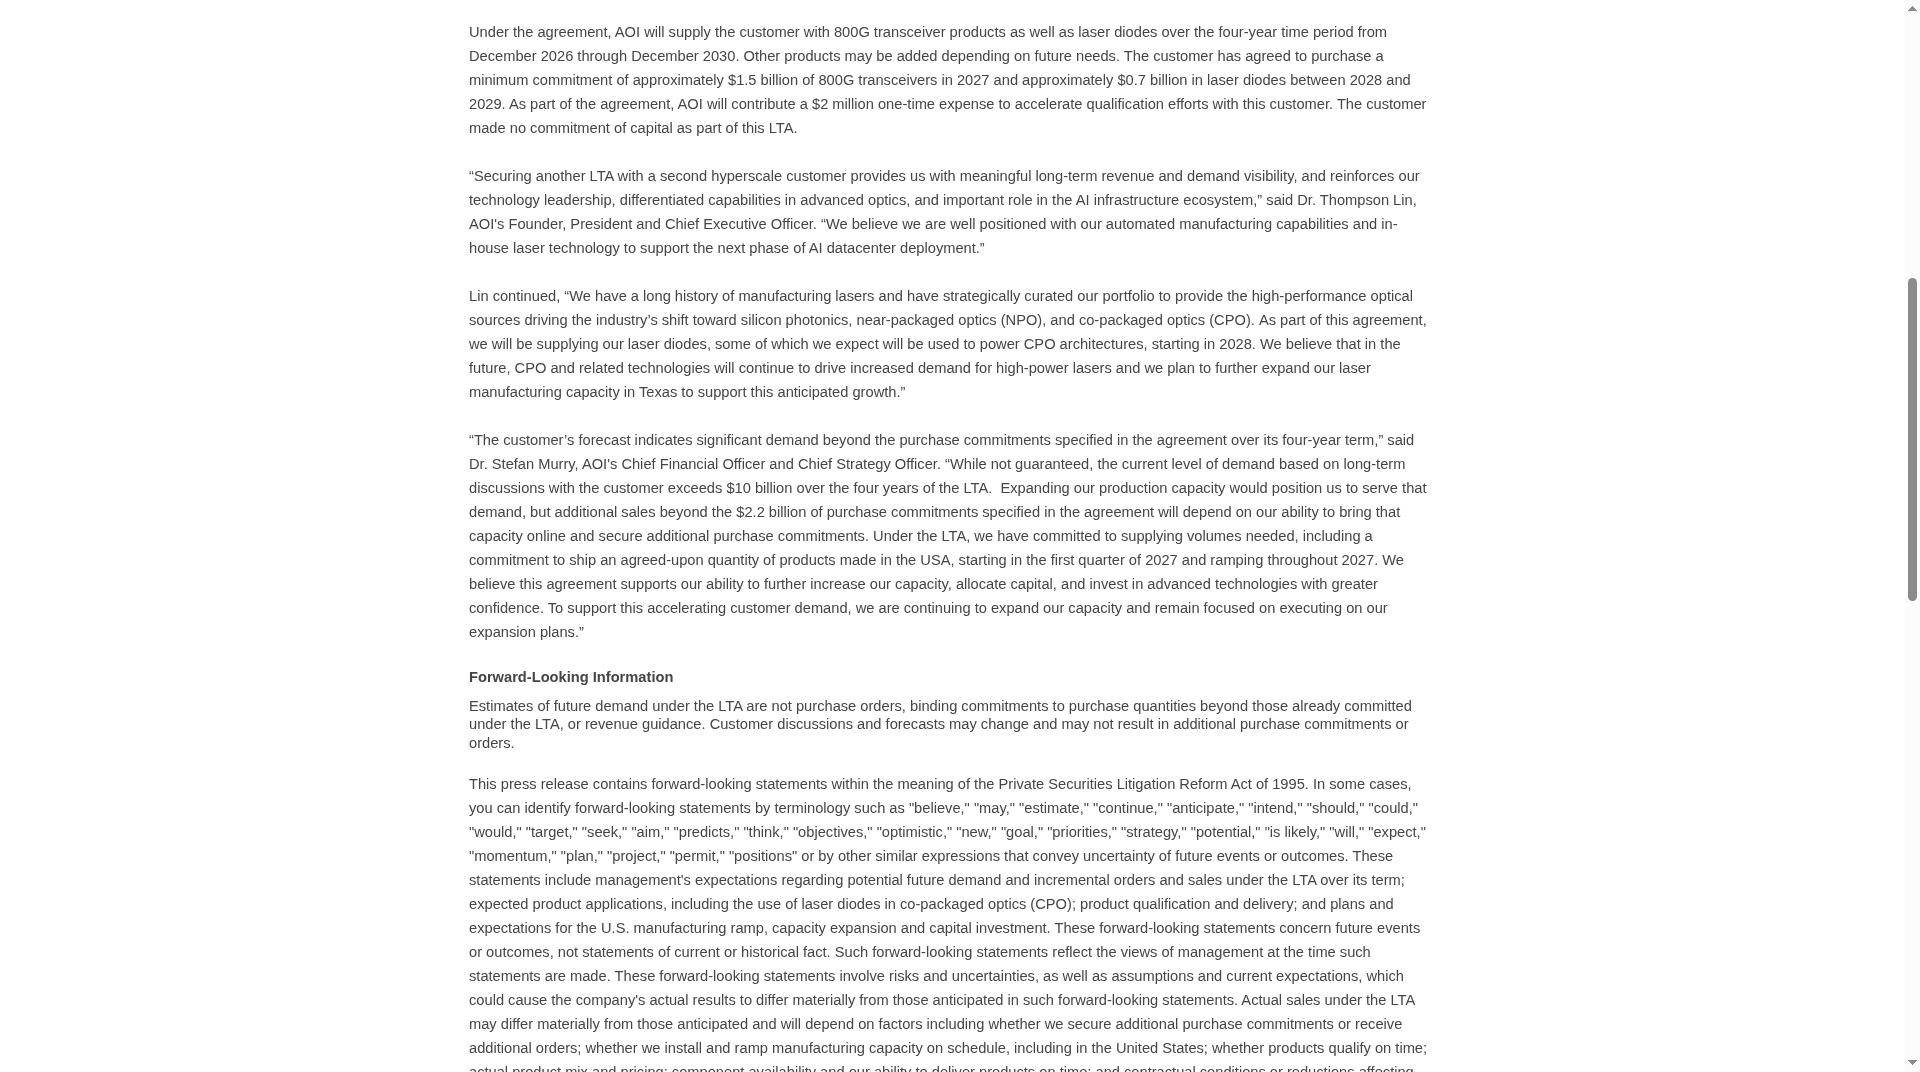 Under the agreement, AOI will supply the customer with 800G transceiver products as well as laser diodes over the four-year time period from
December 2026 through December 2030. Other products may be added depending on future needs. The customer has agreed to purchase a
minimum commitment of approximately $1.5 billion of 800G transceivers in 2027 and approximately $0.7 billion in laser diodes between 2028 and
2029. As part of the agreement, AOI will contribute a $2 million one-time expense to accelerate qualification efforts with this customer. The customer
made no commitment of capital as part of this LTA.
“Securing another LTA with a second hyperscale customer provides us with meaningful long-term revenue and demand visibility, and reinforces our
technology leadership, differentiated capabilities in advanced optics, and important role in the AI infrastructure ecosystem,” said Dr. Thompson Lin,
AOI's Founder, President and Chief Executive Officer. “We believe we are well positioned with our automated manufacturing capabilities and in-
house laser technology to support the next phase of AI datacenter deployment.”
Lin continued, “We have a long history of manufacturing lasers and have strategically curated our portfolio to provide the high-performance optical
sources driving the industry’s shift toward silicon photonics, near-packaged optics (NPO), and co-packaged optics (CPO). As part of this agreement,
we will be supplying our laser diodes, some of which we expect will be used to power CPO architectures, starting in 2028. We believe that in the
future, CPO and related technologies will continue to drive increased demand for high-power lasers and we plan to further expand our laser
manufacturing capacity in Texas to support this anticipated growth.”
“The customer’s forecast indicates significant demand beyond the purchase commitments specified in the agreement over its four-year term,” said
Dr. Stefan Murry, AOI's Chief Financial Officer and Chief Strategy Officer. “While not guaranteed, the current level of demand based on long-term
discussions with the customer exceeds $10 billion over the four years of the LTA.  Expanding our production capacity would position us to serve that
demand, but additional sales beyond the $2.2 billion of purchase commitments specified in the agreement will depend on our ability to bring that
capacity online and secure additional purchase commitments. Under the LTA, we have committed to supplying volumes needed, including a
commitment to ship an agreed-upon quantity of products made in the USA, starting in the first quarter of 2027 and ramping throughout 2027. We
believe this agreement supports our ability to further increase our capacity, allocate capital, and invest in advanced technologies with greater
confidence. To support this accelerating customer demand, we are continuing to expand our capacity and remain focused on executing on our
expansion plans.”
Forward-Looking Information
Estimates of future demand under the LTA are not purchase orders, binding commitments to purchase quantities beyond those already committed
under the LTA, or revenue guidance. Customer discussions and forecasts may change and may not result in additional purchase commitments or
orders.
This press release contains forward-looking statements within the meaning of the Private Securities Litigation Reform Act of 1995. In some cases,
you can identify forward-looking statements by terminology such as "believe," "may," "estimate," "continue," "anticipate," "intend," "should," "could,"
"would," "target," "seek," "aim," "predicts," "think," "objectives," "optimistic," "new," "goal," "priorities," "strategy," "potential," "is likely," "will," "expect,"
"momentum," "plan," "project," "permit," "positions" or by other similar expressions that convey uncertainty of future events or outcomes. These
statements include management's expectations regarding potential future demand and incremental orders and sales under the LTA over its term;
expected product applications, including the use of laser diodes in co-packaged optics (CPO); product qualification and delivery; and plans and
expectations for the U.S. manufacturing ramp, capacity expansion and capital investment. These forward-looking statements concern future events
or outcomes, not statements of current or historical fact. Such forward-looking statements reflect the views of management at the time such
statements are made. These forward-looking statements involve risks and uncertainties, as well as assumptions and current expectations, which
could cause the company's actual results to differ materially from those anticipated in such forward-looking statements. Actual sales under the LTA
may differ materially from those anticipated and will depend on factors including whether we secure additional purchase commitments or receive
additional orders; whether we install and ramp manufacturing capacity on schedule, including in the United States; whether products qualify on time;
actual product mix and pricing; component availability and our ability to deliver products on time; and contractual conditions or reductions affecting